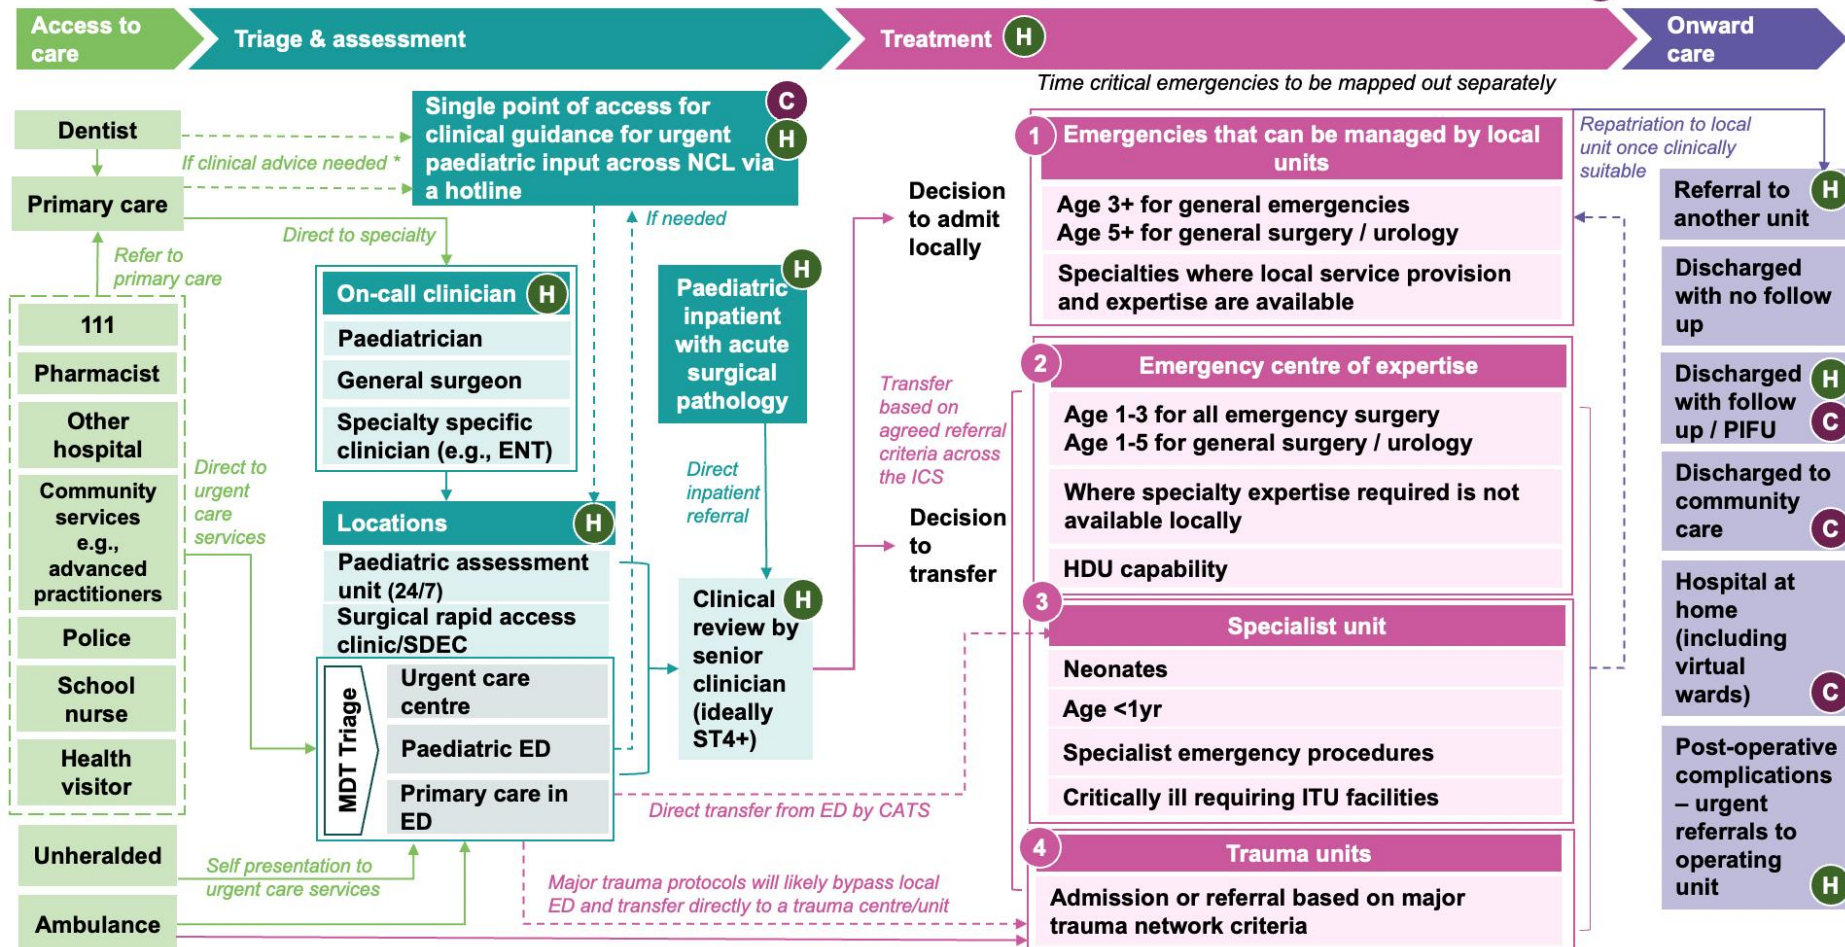 Access to
care
Triage & assessment
Treatment
H
Onward
care
Time critical emergencies to be mapped out separately
Dentist
Primary care
If clinical advice needed *
Refer to
primary care
111
Pharmacist
Other
hospital
Community
services
e.g.,
advanced
practitioners
Police
School
nurse
Health
visitor
Unheralded
Ambulance
Direct to
urgent
care
services
Self presentation to
urgent care services
Single point of access for
clinical guidance for urgent
paediatric input across NCL via
a hotline
C
H
Direct to specialty
If needed
On-call clinician
H
Paediatrician
General surgeon
Specialty specific
clinician (e.g., ENT)
Locations
H
Paediatric assessment
unit (24/7)
Surgical rapid access
clinic/SDEC
MDT Triage
Urgent care
centre
Paediatric ED
Primary care in
ED
Paediatric
inpatient
with acute
surgical
pathology
H
Direct
inpatient
referral
Clinical
review by
senior
clinician
(ideally
ST4+)
H
Direct transfer from ED by CATS
Major trauma protocols will likely bypass local
ED and transfer directly to a trauma centre/unit
Decision
to admit
locally
Transfer
based on
agreed referral
criteria across
the ICS
Decision
to
transfer
1
Emergencies that can be managed by local
units
Age 3+ for general emergencies
Age 5+ for general surgery / urology
Specialties where local service provision
and expertise are available
2
Emergency centre of expertise
Age 1-3 for all emergency surgery
Age 1-5 for general surgery / urology
Where specialty expertise required is not
available locally
HDU capability
3
Specialist unit
Neonates
Age <1yr
Specialist emergency procedures
Critically ill requiring ITU facilities
4
Trauma units
Admission or referral based on major
trauma network criteria
Repatriation to local
unit once clinically
suitable
Referral to
another unit
H
Discharged
with no follow
up
Discharged
with follow
up / PIFU
H
C
Discharged to
community
care
C
Hospital at
home
(including
virtual
wards)
C
Post-operative
complications
– urgent
referrals to
operating
unit
H